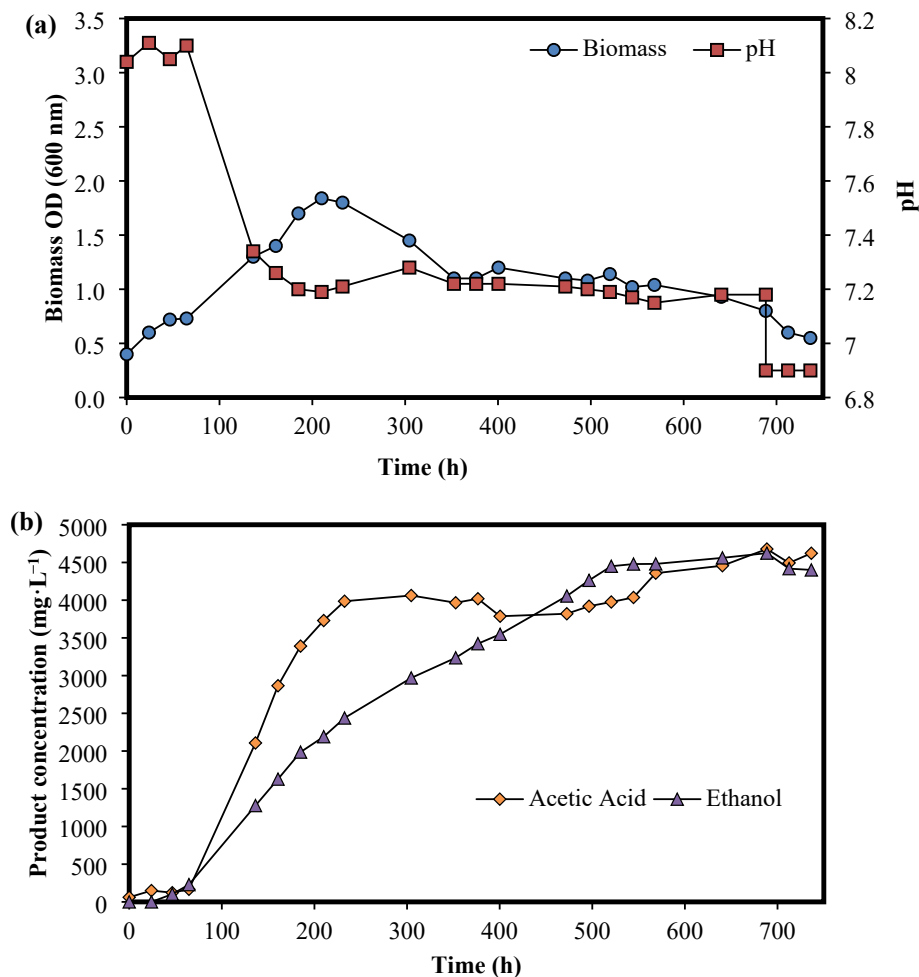 (a)
Biomass
pH
Biomass OD (600 nm)
3.5
3.0
2.5
2.0
1.5
1.0
0.5
0.0
8.2
8
7.8
7.6
7.4
7.2
7
6.8
pH
0 100 200 300 400 500 600 700
Time (h)
(b)
Product concentration (mg·L⁻¹)
5000
4500
4000
3500
3000
2500
2000
1500
1000
500
0
Acetic Acid
Ethanol
0 100 200 300 400 500 600 700
Time (h)